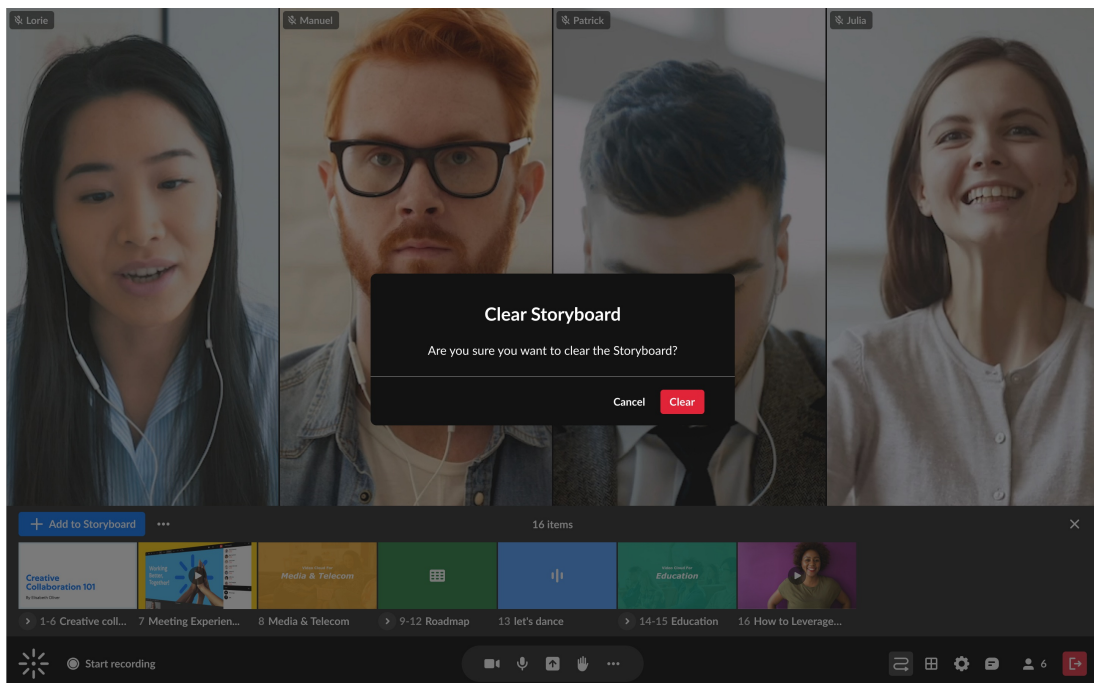 Lorie
Manuel
Patrick
Julia
Clear Storyboard
Are you sure you want to clear the Storyboard?
Cancel
Clear
Add to Storyboard
16 items
Creative
Collaboration 101
Working
Better,
Together!
Media & Telecom
Education
1-6 Creative coll...
7 Meeting Experien...
8 Media & Telecom
9-12 Roadmap
13 let's dance
14-15 Education
16 How to Leverage...
Start recording
6